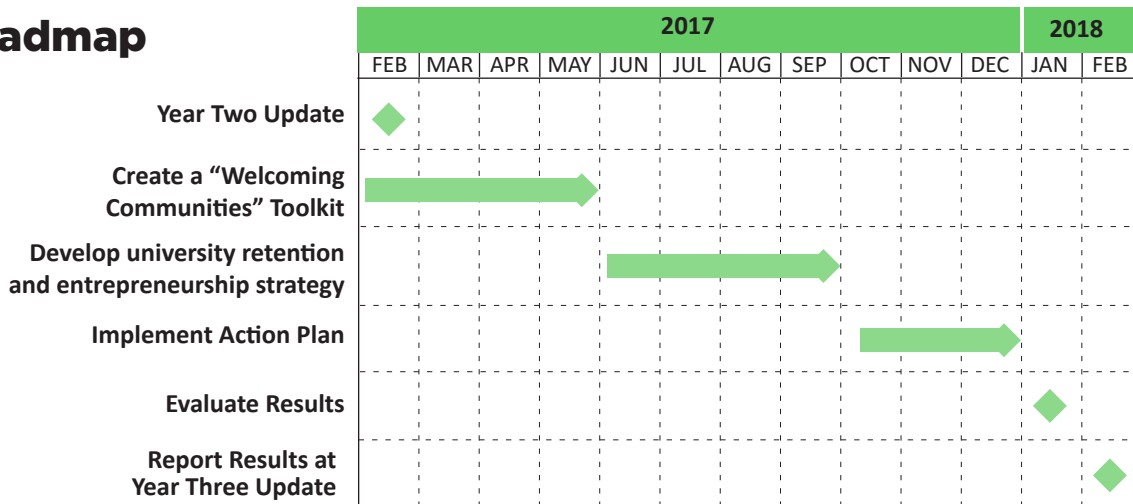 admap
2017 2018
FEB MAR APR MAY JUN JUL AUG SEP OCT NOV DEC JAN FEB
Year Two Update
Create a “Welcoming
Communities” Toolkit
Develop university retention
and entrepreneurship strategy
Implement Action Plan
Evaluate Results
Report Results at
Year Three Update